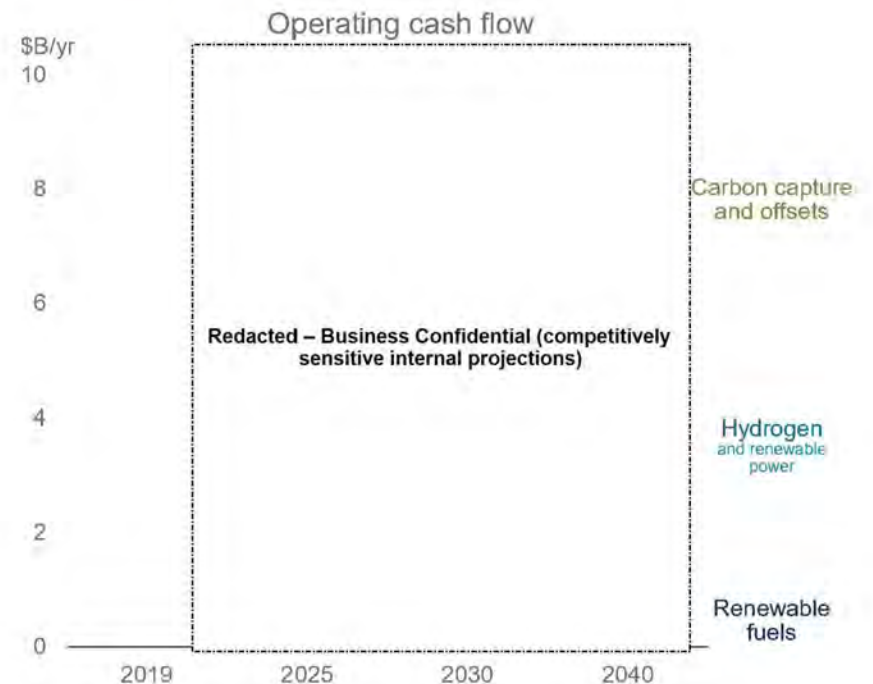 Operating cash flow
$B/yr
10
8
6
4
2
0
Redacted – Business Confidential (competitively
sensitive internal projections)
Carbon capture
and offsets
Hydrogen
and renewable
power
Renewable
fuels
2019 2025 2030 2040